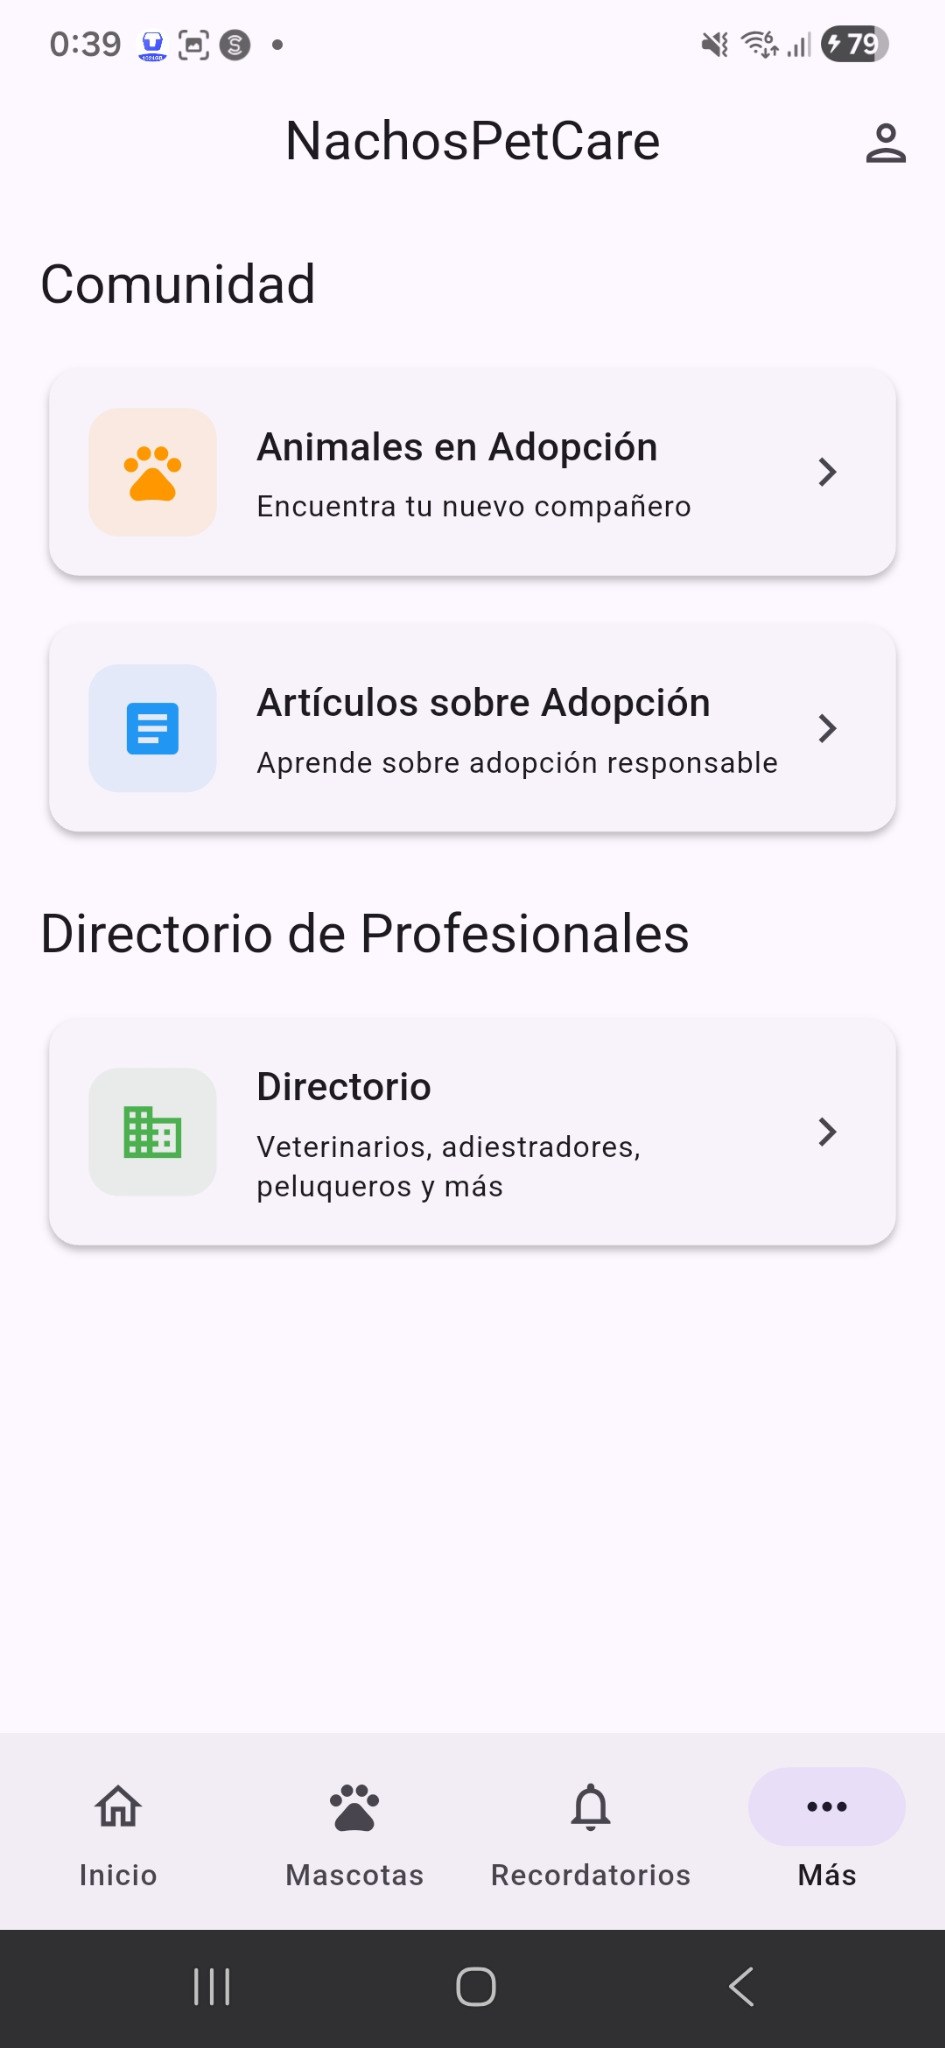 0:39
79
NachosPetCare
Comunidad
Animales en Adopción
Encuentra tu nuevo compañero
Artículos sobre Adopción
Aprende sobre adopción responsable
Directorio de Profesionales
Directorio
Veterinarios, adiestradores,
peluqueros y más
Inicio
Mascotas
Recordatorios
Más